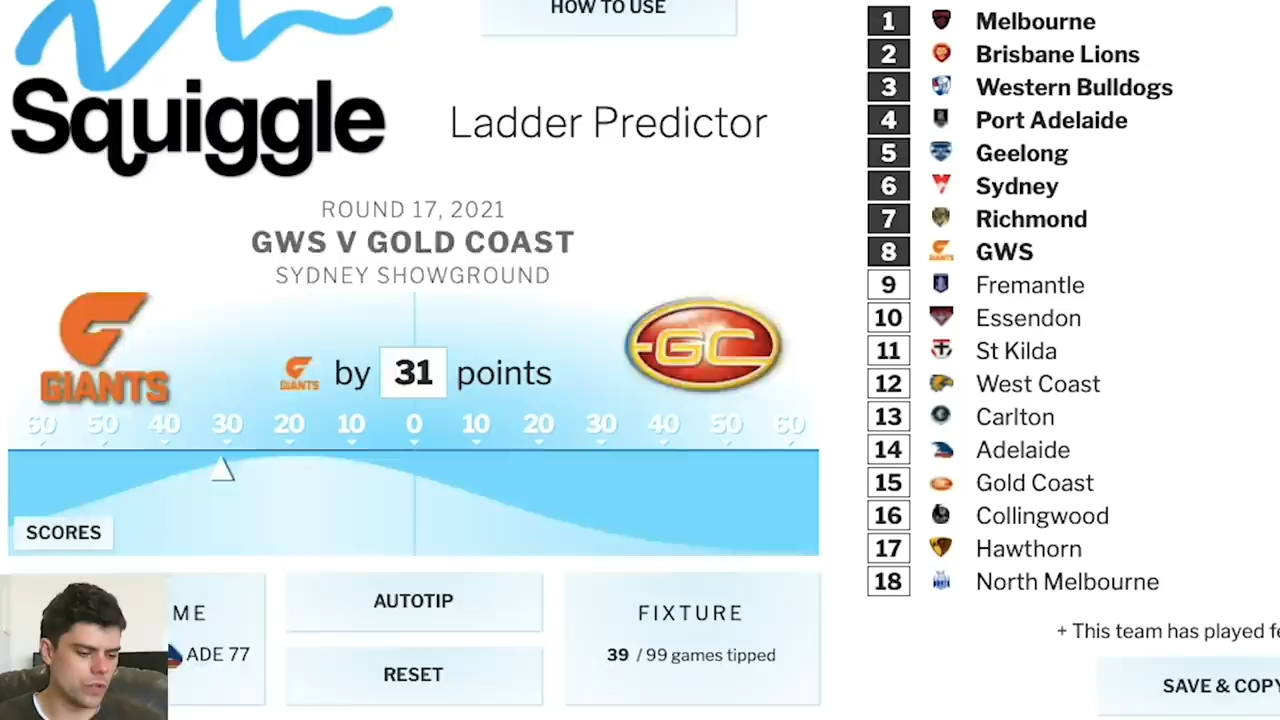 HOW TO USE
Squiggle
Ladder Predictor
ROUND 17, 2021
GWS V GOLD COAST
SYDNEY SHOWGROUND
GIANTS
GC
GIANTS by 31 points
60 50 40 30 20 10 0 10 20 30 40 50 60
SCORES
ME
ADE 77
AUTOTIP
RESET
FIXTURE
39 / 99 games tipped
1 Melbourne
2 Brisbane Lions
3 Western Bulldogs
4 Port Adelaide
5 Geelong
6 Sydney
7 Richmond
8 GWS
9 Fremantle
10 Essendon
11 St Kilda
12 West Coast
13 Carlton
14 Adelaide
15 Gold Coast
16 Collingwood
17 Hawthorn
18 North Melbourne
+ This team has played fe
SAVE & COPY